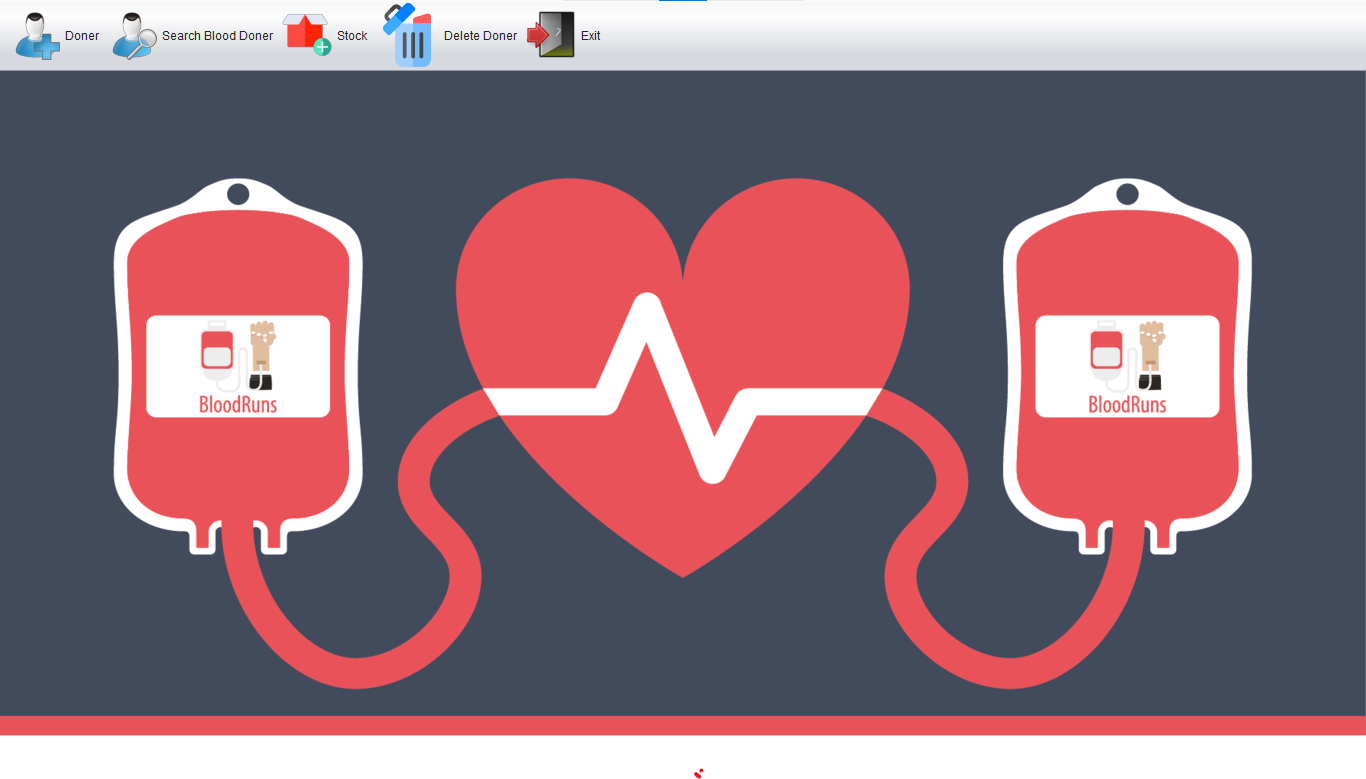 Doner
Search Blood Doner
Stock
Delete Doner
Exit
BloodRuns
BloodRuns